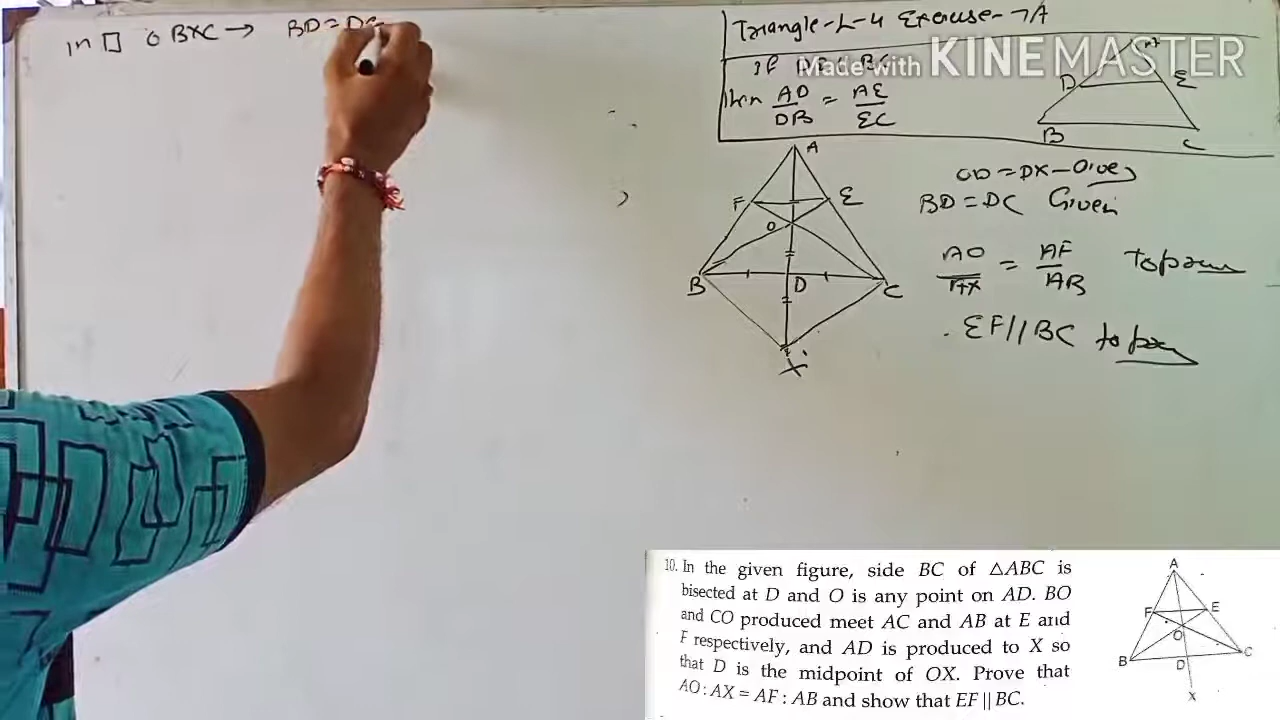 In □ OBXC → BD = DC
Triangle-L-4 Exercise-7A
If DE BC
then AD/DB = AE/EC
Made with KINEMASTER
D E
B C
A
F E
O
B D C
X
OD = DX - Given
BD = DC Given
AO/AX = AF/AB to prove
EF // BC to prove
10. In the given figure, side BC of △ABC is
bisected at D and O is any point on AD. BO
and CO produced meet AC and AB at E and
F respectively, and AD is produced to X so
that D is the midpoint of OX. Prove that
AO : AX = AF : AB and show that EF || BC.
A
F E
O
B D C
X